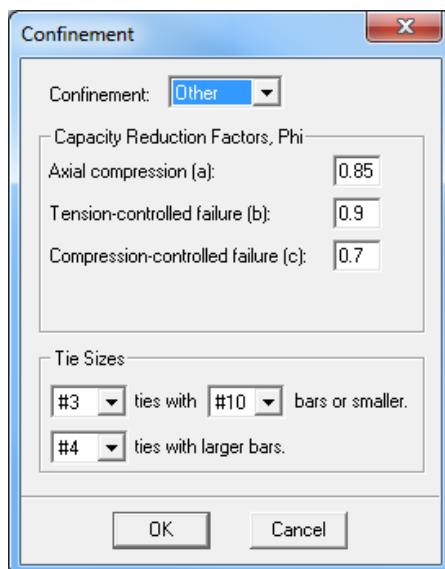 Confinement
Confinement: Other
Capacity Reduction Factors, Phi
Axial compression (a): 0.85
Tension-controlled failure (b): 0.9
Compression-controlled failure (c): 0.7
Tie Sizes
#3 ties with #10 bars or smaller.
#4 ties with larger bars.
OK Cancel